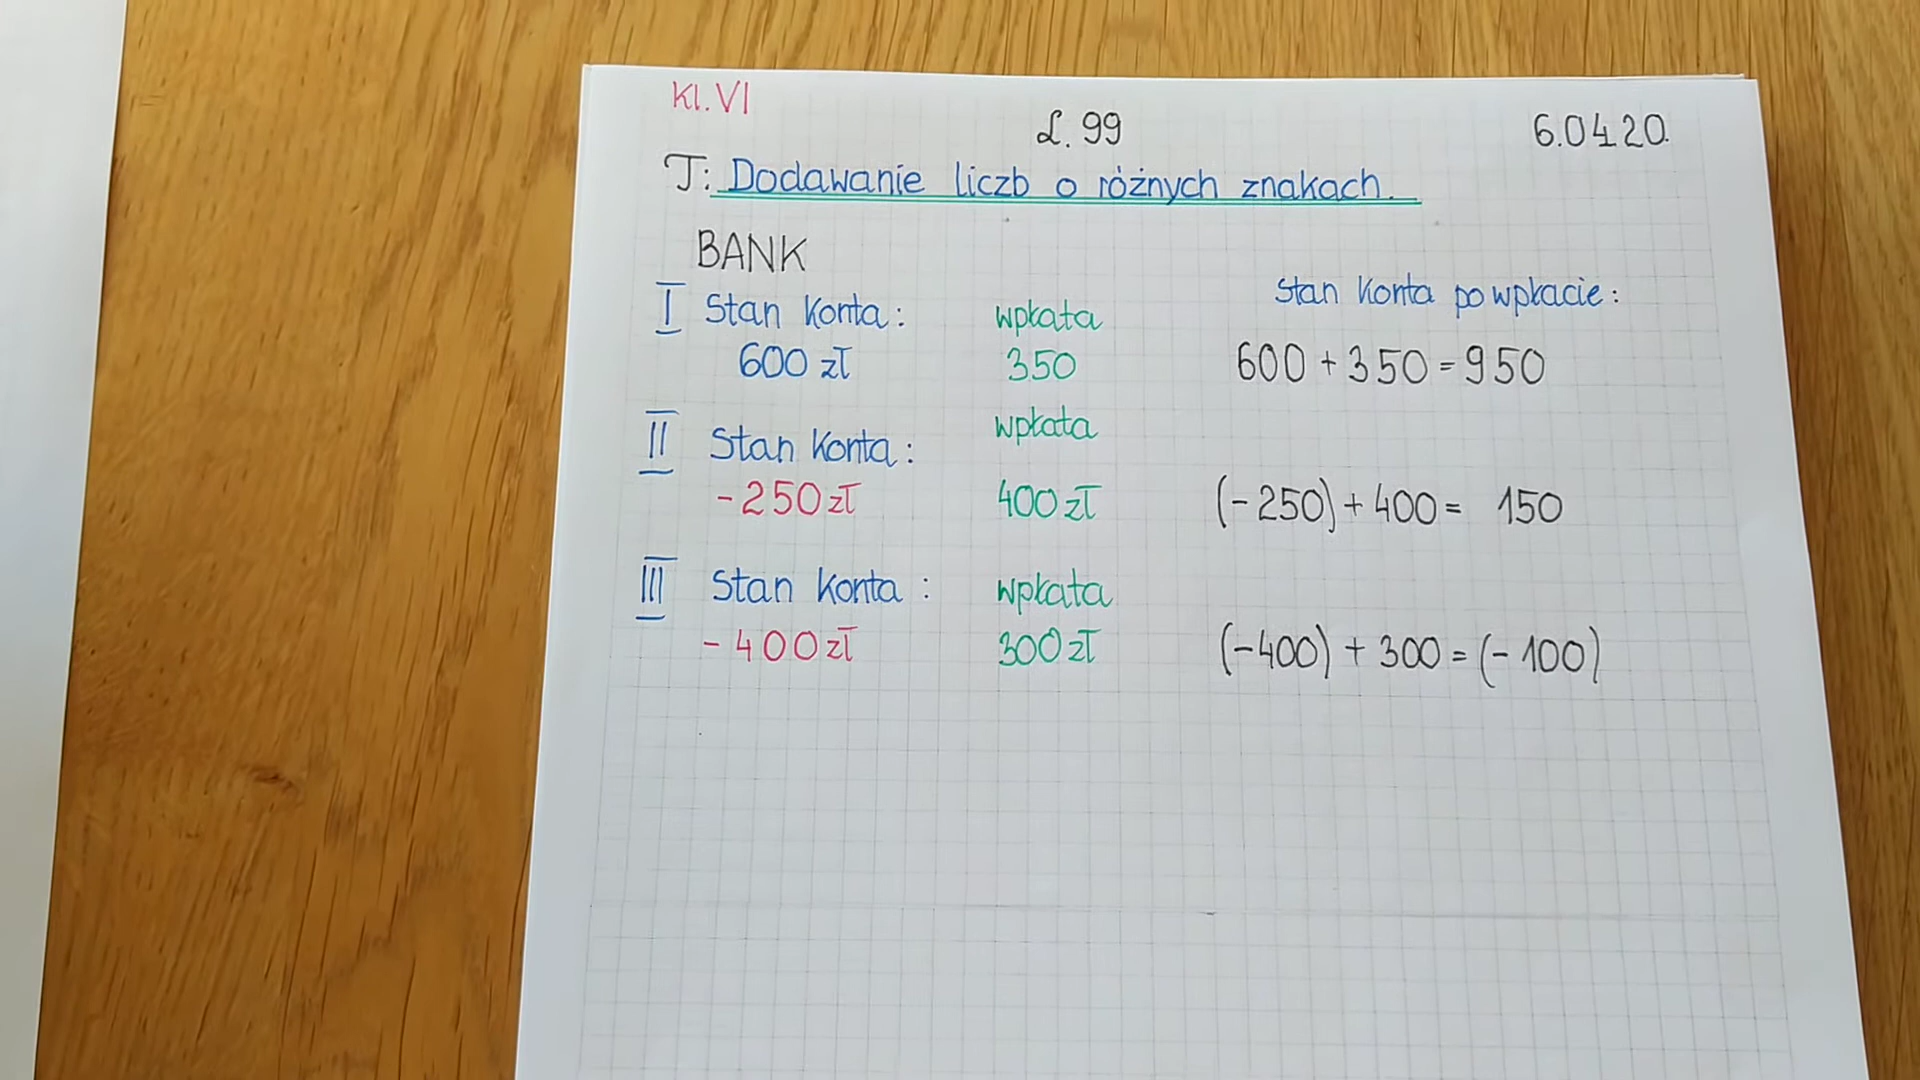 Kl. VI
L. 99 6.04.20.
T: Dodawanie liczb o różnych znakach.
BANK
I Stan konta: wpłata Stan konta po wpłacie:
600 zł 350 600 + 350 = 950
II Stan konta: wpłata
-250 zł 400 zł (-250) + 400 = 150
III Stan konta: wpłata
-400 zł 300 zł (-400) + 300 = (-100)